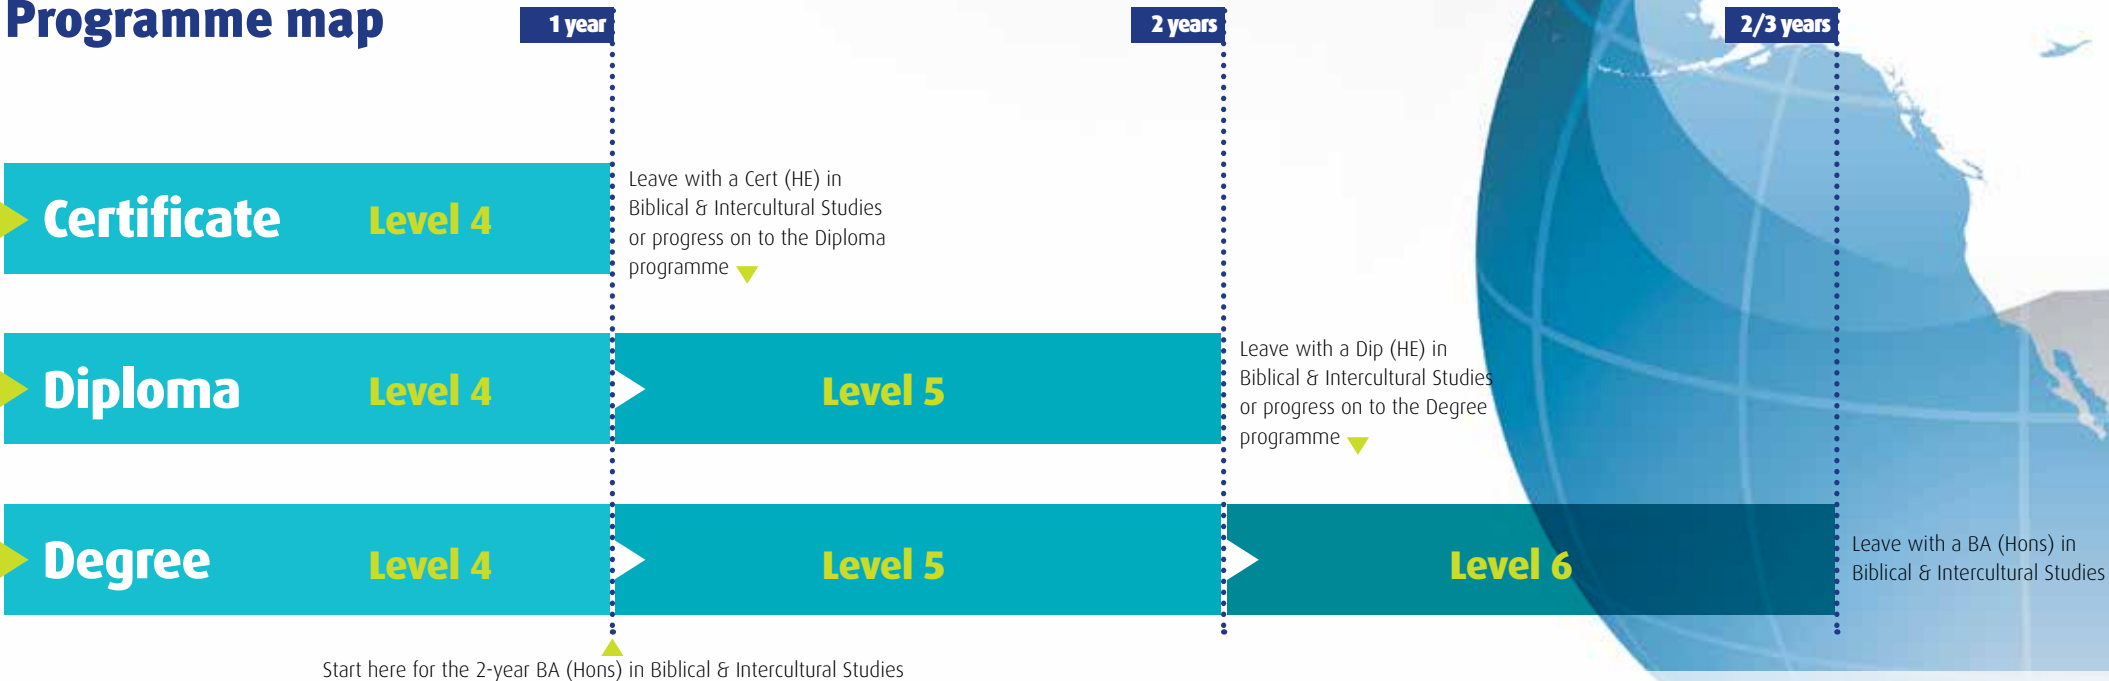 Programme map
1 year
2 years
2/3 years
Certificate
Level 4
Leave with a Cert (HE) in
Biblical & Intercultural Studies
or progress on to the Diploma
programme
Diploma
Level 4
Level 5
Leave with a Dip (HE) in
Biblical & Intercultural Studies
or progress on to the Degree
programme
Degree
Level 4
Level 5
Level 6
Leave with a BA (Hons) in
Biblical & Intercultural Studies
Start here for the 2-year BA (Hons) in Biblical & Intercultural Studies